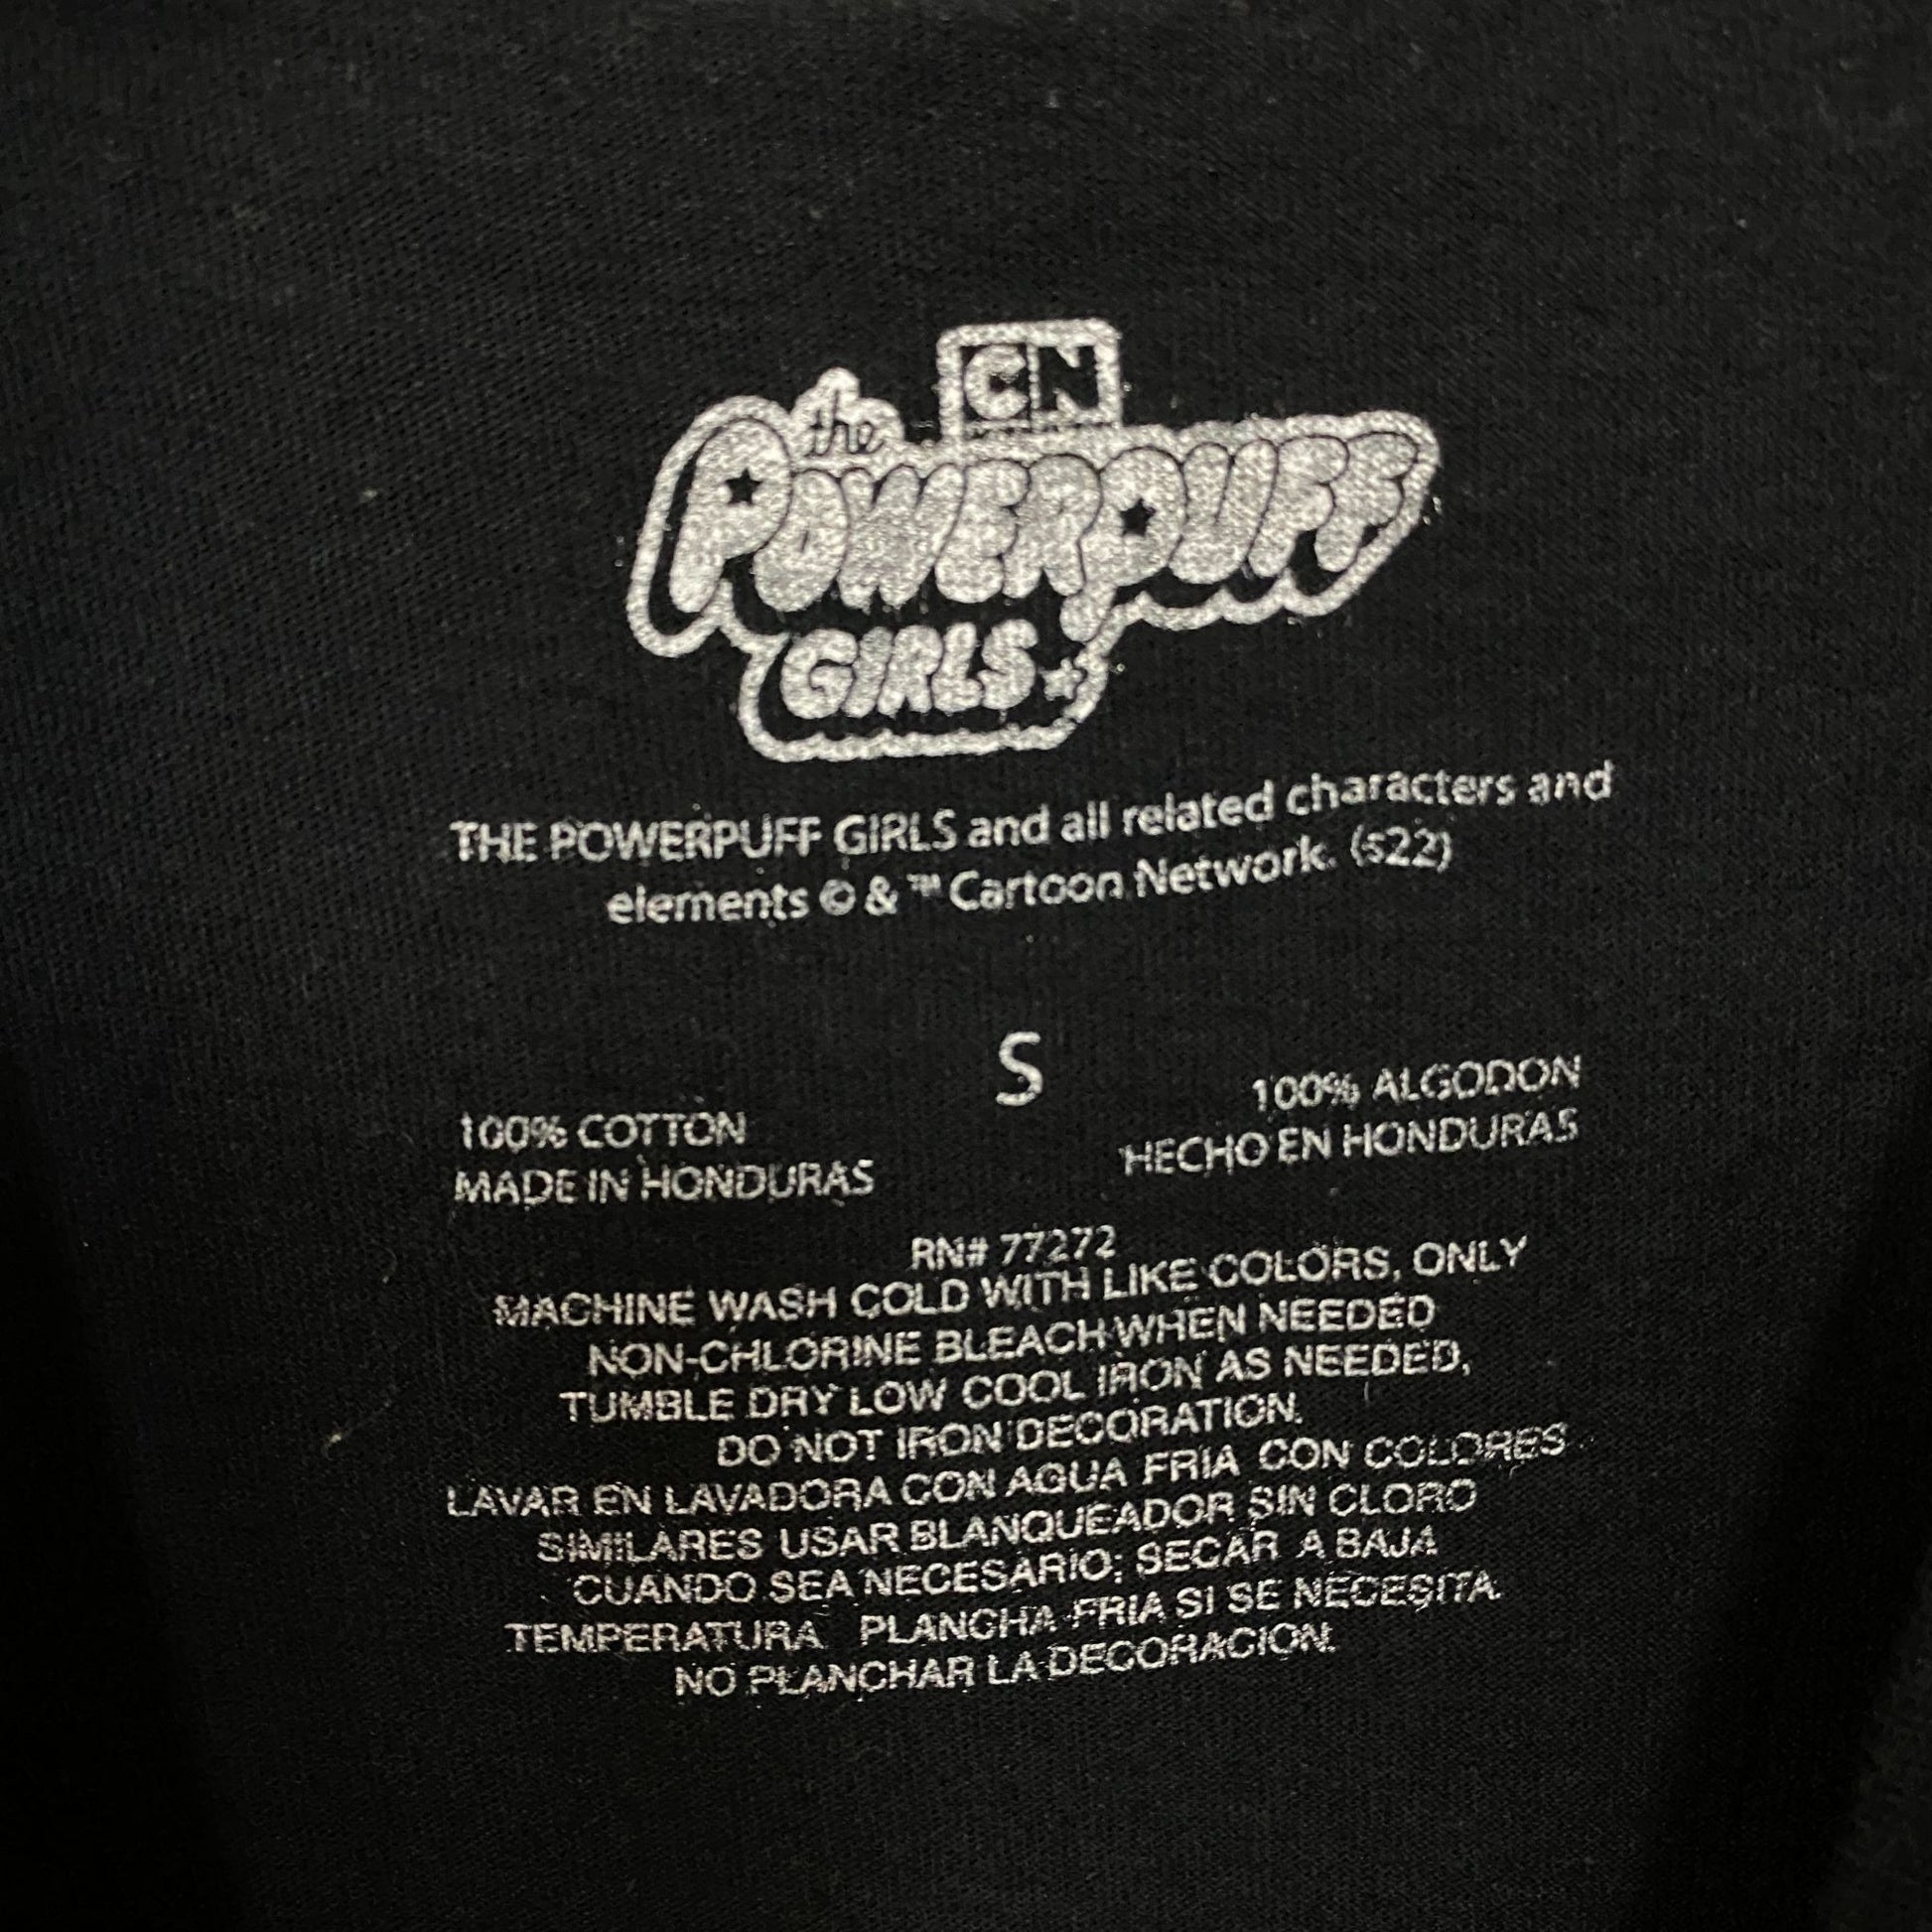 CN
the
POWERPUFF
GIRLS
THE POWERPUFF GIRLS and all related characters and
elements © & ™ Cartoon Network. (s22)
S
100% COTTON
MADE IN HONDURAS
100% ALGODON
HECHO EN HONDURAS
RN# 77272
MACHINE WASH COLD WITH LIKE COLORS, ONLY
NON-CHLORINE BLEACH WHEN NEEDED
TUMBLE DRY LOW COOL IRON AS NEEDED,
DO NOT IRON DECORATION.
LAVAR EN LAVADORA CON AGUA FRIA CON COLORES
SIMILARES USAR BLANQUEADOR SIN CLORO
CUANDO SEA NECESARIO; SECAR A BAJA
TEMPERATURA PLANCHA FRIA SI SE NECESITA.
NO PLANCHAR LA DECORACION.